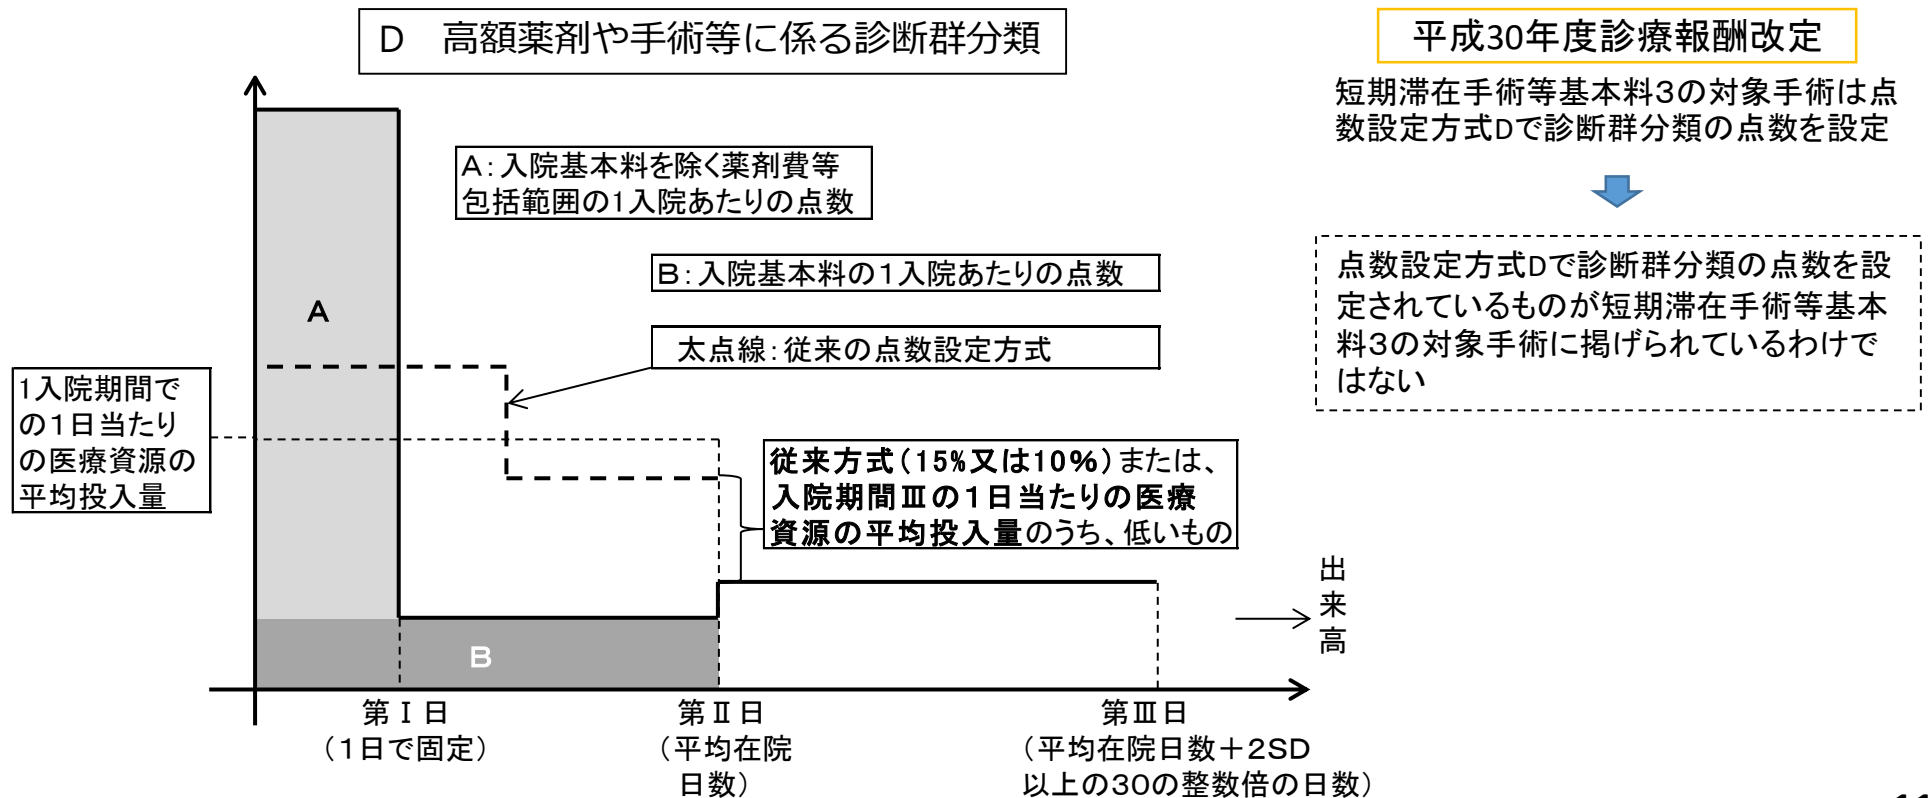 D　高額薬剤や手術等に係る診断群分類
A：入院基本料を除く薬剤費等
包括範囲の1入院あたりの点数
B：入院基本料の１入院あたりの点数
太点線：従来の点数設定方式
A
B
1入院期間で
の１日当たり
の医療資源の
平均投入量
従来方式（15%又は10%）または、
入院期間Ⅲの１日当たりの医療
資源の平均投入量のうち、低いもの
出
来
高
第Ⅰ日
（1日で固定）
第Ⅱ日
（平均在院
日数）
第Ⅲ日
（平均在院日数＋2SD
以上の30の整数倍の日数）
平成30年度診療報酬改定
短期滞在手術等基本料3の対象手術は点
数設定方式Dで診断群分類の点数を設定
点数設定方式Dで診断群分類の点数を設
定されているものが短期滞在手術等基本
料3の対象手術に掲げられているわけで
はない